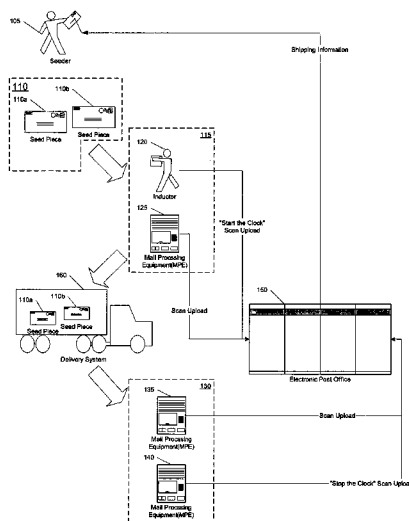 105
Seeder
Shipping Information
110
110a
110b
Seed Piece
Seed Piece
115
120
Inductor
125
Mail Processing
Equipment(MPE)
"Start the Clock"
Scan Upload
Scan Upload
160
110a
110b
Seed Piece
Seed Piece
Delivery System
150
Electronic Post Office
130
135
Mail Processing
Equipment(MPE)
Scan Upload
140
Mail Processing
Equipment(MPE)
"Stop the Clock" Scan Upload